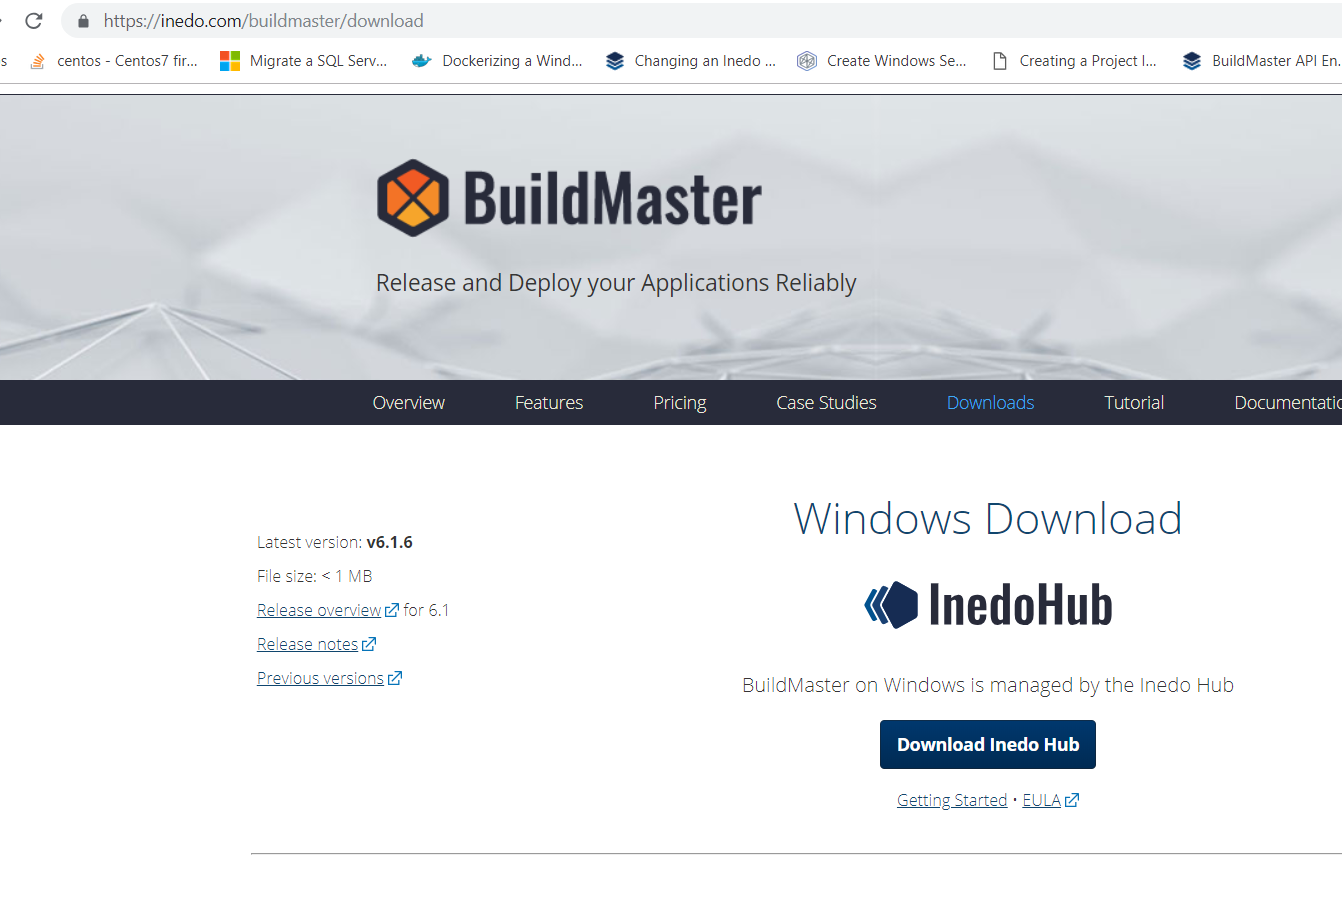 https://inedo.com/buildmaster/download
s centos - Centos7 fir... Migrate a SQL Serv... Dockerizing a Wind... Changing an Inedo ... Create Windows Se... Creating a Project I... BuildMaster API En.
BuildMaster
Release and Deploy your Applications Reliably
Overview Features Pricing Case Studies Downloads Tutorial Documentatio
Windows Download
Latest version: v6.1.6
File size: < 1 MB
Release overview for 6.1
Release notes
Previous versions
InedoHub
BuildMaster on Windows is managed by the Inedo Hub
Download Inedo Hub
Getting Started • EULA